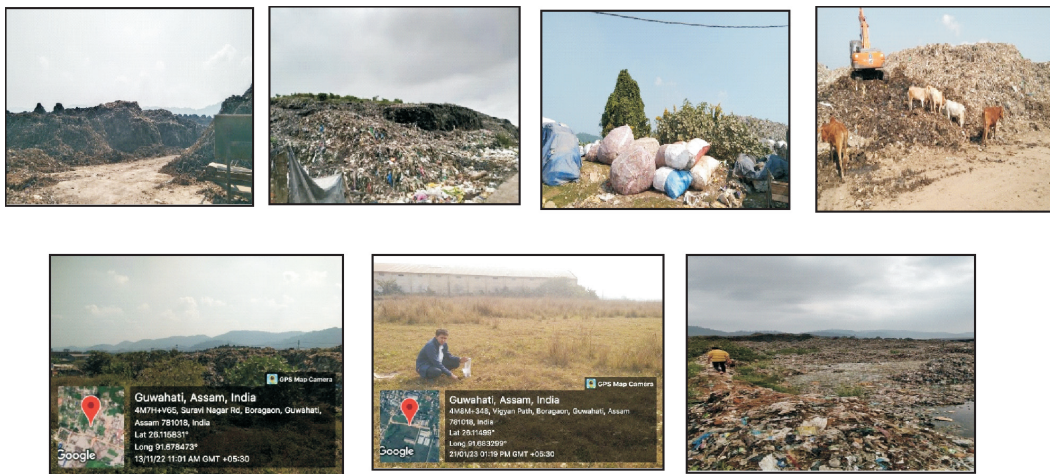 GPS Map Camera
Guwahati, Assam, India
4M7H+V65, Suravi Nagar Rd, Boragaon, Guwahati,
Assam 781018, India
Lat 26.115831°
Long 91.678473°
13/11/22 11:01 AM GMT +05:30
Google
GPS Map Camera
Guwahati, Assam, India
4M8M+348, Vigyan Path, Boragaon, Guwahati, Assam
781018, India
Lat 26.11499°
Long 91.683299°
21/01/23 01:19 PM GMT +05:30
Google